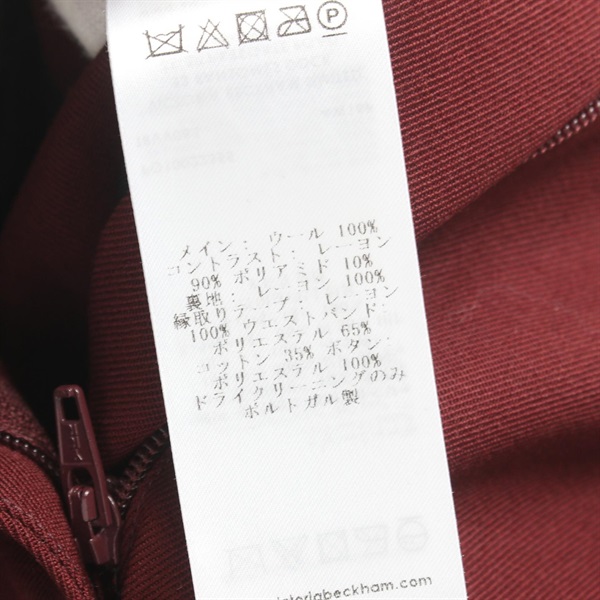 P
メイン: ウール 100%
コントラスト: レーヨン
90% ポリアミド 10%
裏地: レーヨン 100%
縁取りテープ: レーヨン
100% ウエストバンド:
ポリエステル 65%
コットン 35% ボタン:
ポリエステル 100%
ドライクリーニングのみ
ポルトガル製
toriabeckham.com